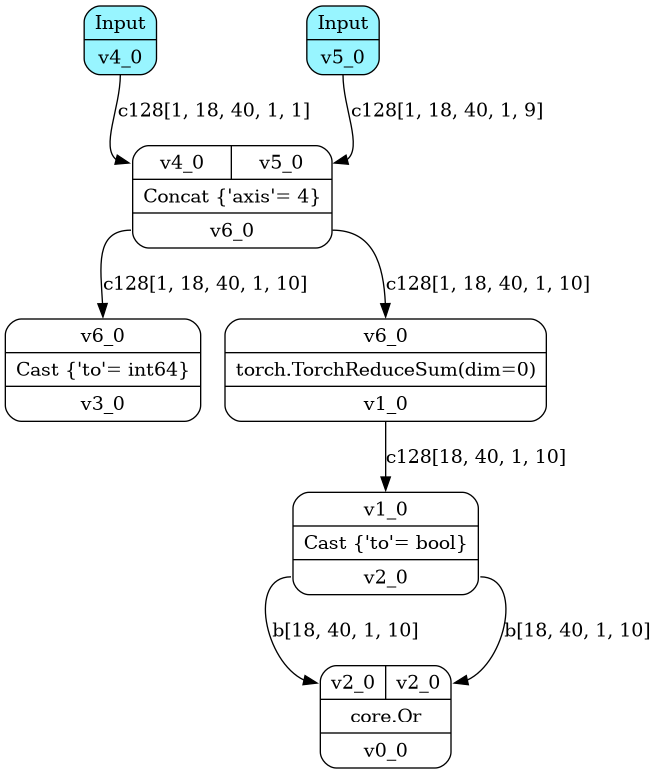 Input
v4_0
Input
v5_0
c128[1, 18, 40, 1, 1]
c128[1, 18, 40, 1, 9]
v4_0 v5_0
Concat {'axis'= 4}
v6_0
c128[1, 18, 40, 1, 10]
c128[1, 18, 40, 1, 10]
v6_0
Cast {'to'= int64}
v3_0
v6_0
torch.TorchReduceSum(dim=0)
v1_0
c128[18, 40, 1, 10]
v1_0
Cast {'to'= bool}
v2_0
b[18, 40, 1, 10]
b[18, 40, 1, 10]
v2_0 v2_0
core.Or
v0_0